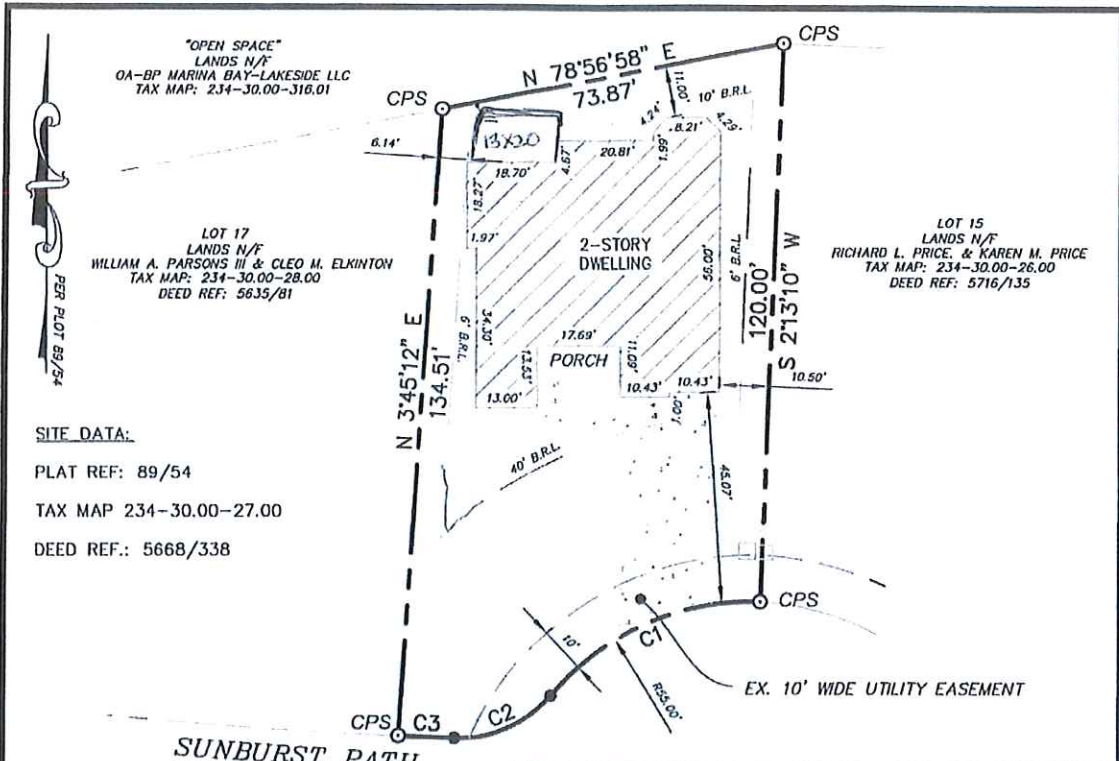 "OPEN SPACE"
LANDS N/F
OA-BP MARINA BAY-LAKESIDE LLC
TAX MAP: 234-30.00-316.01
CPS
N 78°56'58" E
73.87'
CPS
11.00'
10' B.R.L.
6.14'
13X20
18.70'
4.67'
20.81'
4.24'
8.21'
4.29'
1.99'
18.27'
1.97'
2-STORY
DWELLING
56.00'
6' B.R.L.
120.00'
S 2°13'10" W
LOT 15
LANDS N/F
RICHARD L. PRICE. & KAREN M. PRICE
TAX MAP: 234-30.00-26.00
DEED REF: 5716/135
LOT 17
LANDS N/F
WILLIAM A. PARSONS III & CLEO M. ELKINTON
TAX MAP: 234-30.00-28.00
DEED REF: 5635/81
PER PLOT 89/54
N 3°45'12" E
134.51'
6' B.R.L.
34.30'
17.69'
PORCH
13.53'
11.09'
13.00'
10.43'
10.43'
10.50'
1.00'
40' B.R.L.
45.07'
SITE DATA:
PLAT REF: 89/54
TAX MAP 234-30.00-27.00
DEED REF.: 5668/338
CPS
10'
C1
R55.00'
EX. 10' WIDE UTILITY EASEMENT
CPS
C3
C2
SUNBURST PATH